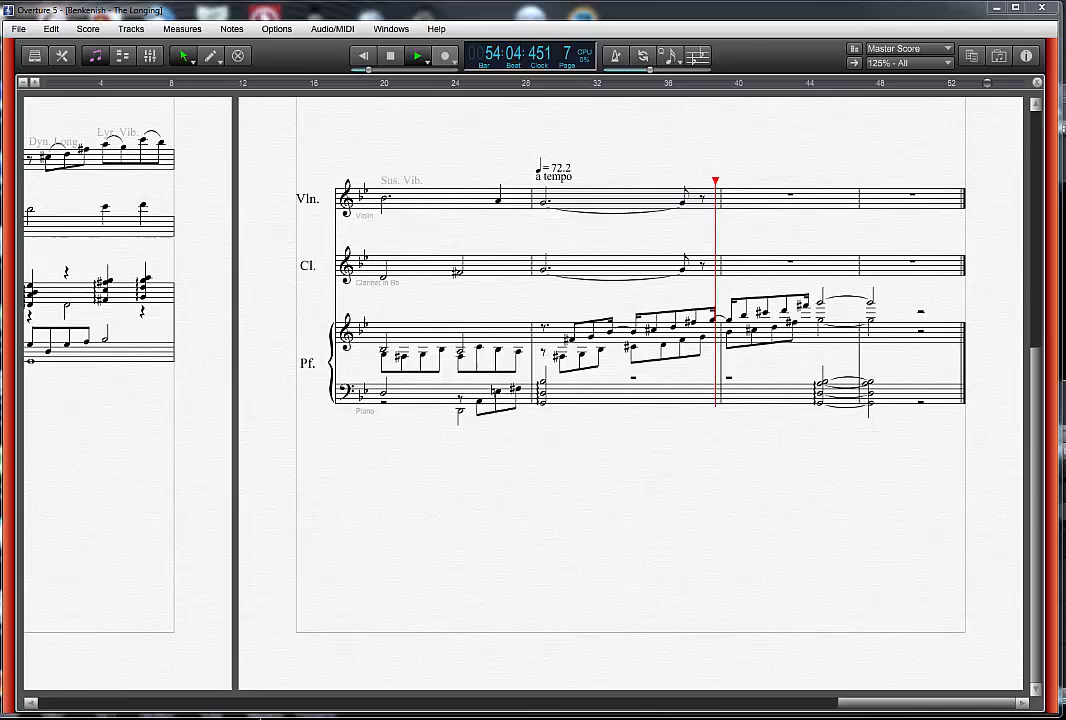 Overture 5 - [Benkenish - The Longing]
File Edit Score Tracks Measures Notes Options Audio/MIDI Windows Help
54:04: 451 7 CPU 0%
Bar Beat Clock Page
Master Score
125% - All
4 8 12 16 20 24 28 32 36 40 44 48 52
Dyn. Long Lyr. Vib.
= 72.2
a tempo
Sus. Vib.
Vln.
Violin
Cl.
Clarinet in Bb
Pf.
Piano